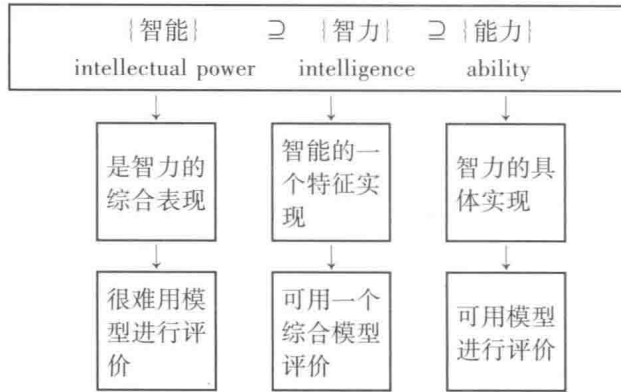 {智能} ⊇ {智力} ⊇ {能力}
intellectual power intelligence ability
是智力的
综合表现
智能的一
个特征实
现
智力的具
体实现
很难用模
型进行评
价
可用一个
综合模型
评价
可用模型
进行评价